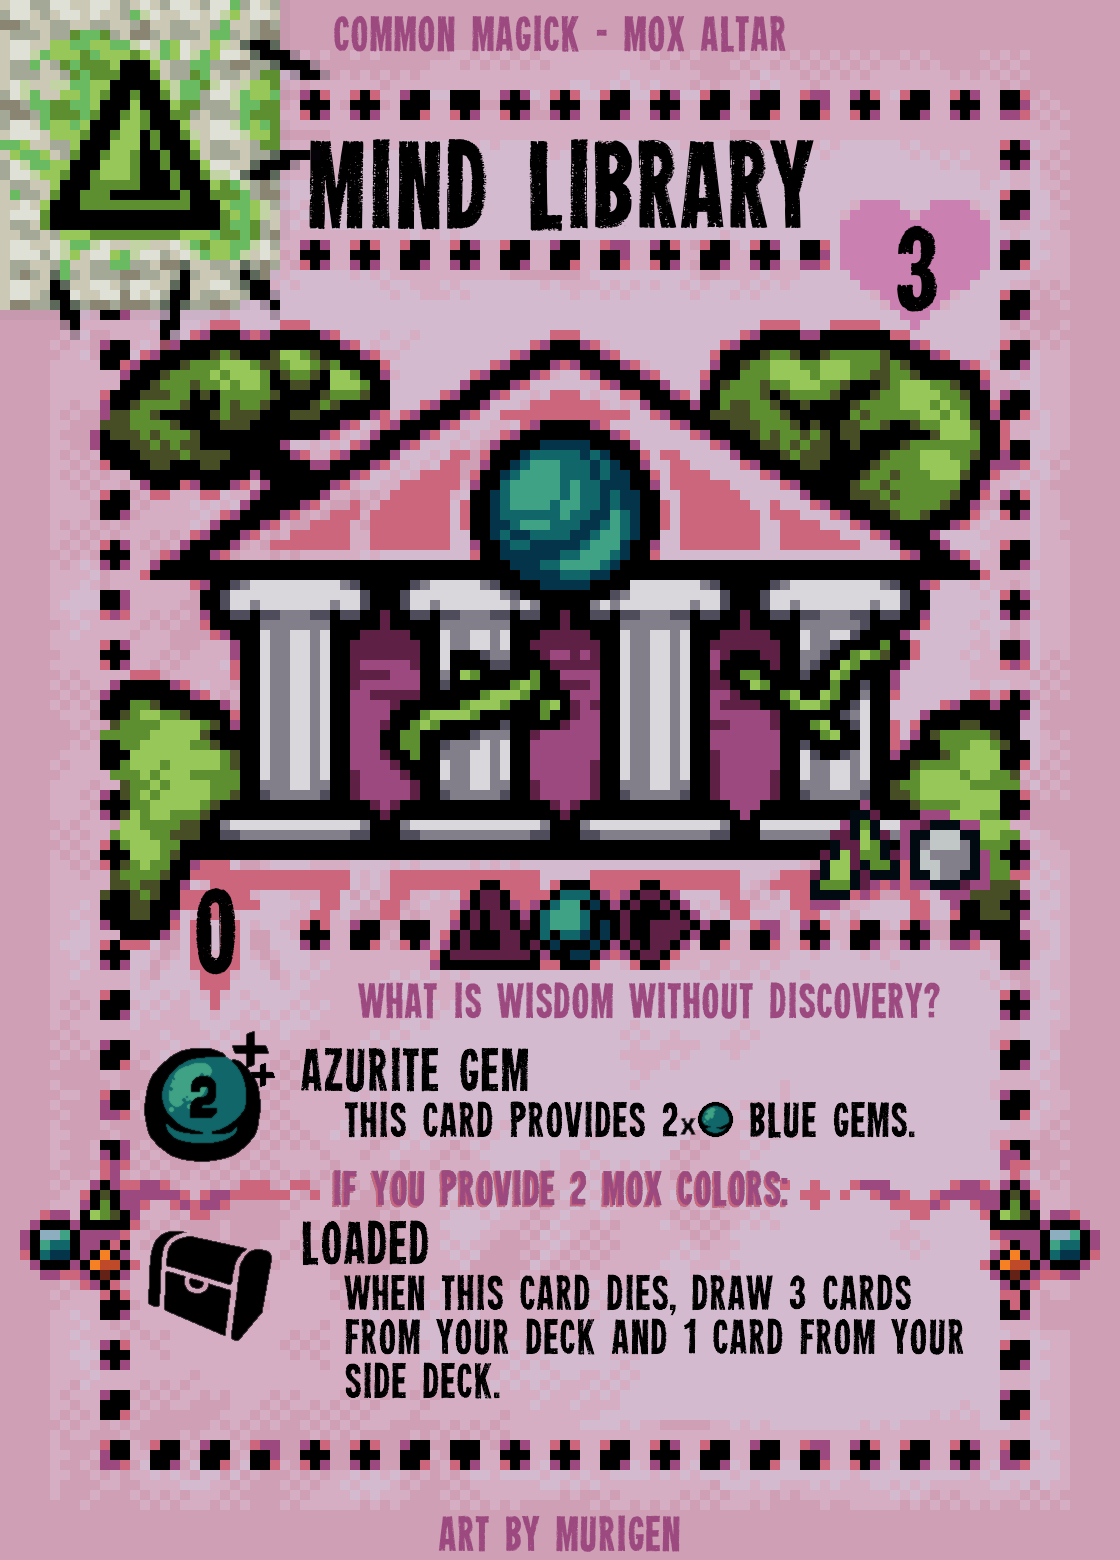 COMMON MAGICK - MOX ALTAR
MIND LIBRARY
3
0
WHAT IS WISDOM WITHOUT DISCOVERY?
2
AZURITE GEM
THIS CARD PROVIDES 2x BLUE GEMS.
IF YOU PROVIDE 2 MOX COLORS:
LOADED
WHEN THIS CARD DIES, DRAW 3 CARDS
FROM YOUR DECK AND 1 CARD FROM YOUR
SIDE DECK.
ART BY MURIGEN